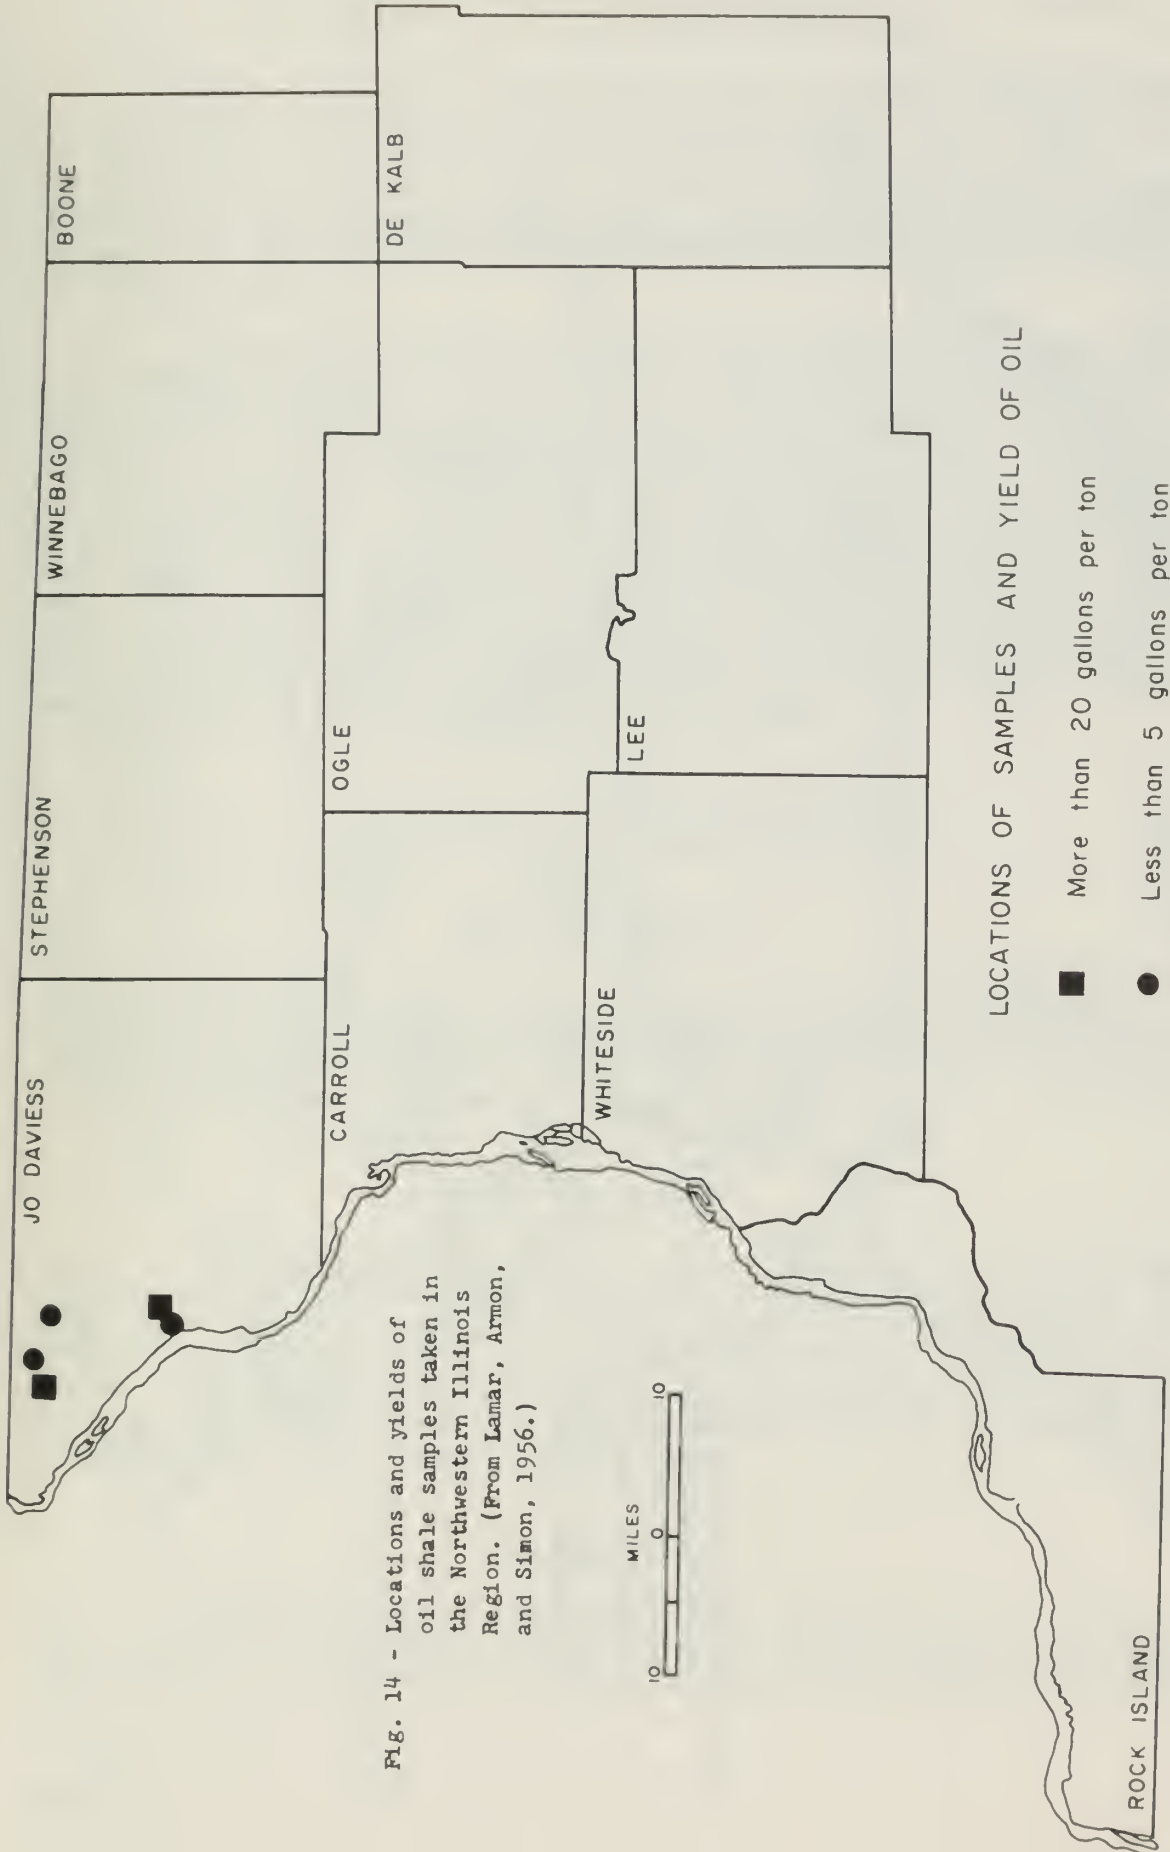 JO DAVIESS
STEPHENSON
WINNEBAGO
BOONE
CARROLL
OGLE
DE KALB
WHITESIDE
LEE
ROCK ISLAND
Fig. 14 - Locations and yields of
oil shale samples taken in
the Northwestern Illinois
Region. (From Lamar, Armon,
and Simon, 1956.)
MILES
10 0 10
LOCATIONS OF SAMPLES AND YIELD OF OIL
More than 20 gallons per ton
Less than 5 gallons per ton